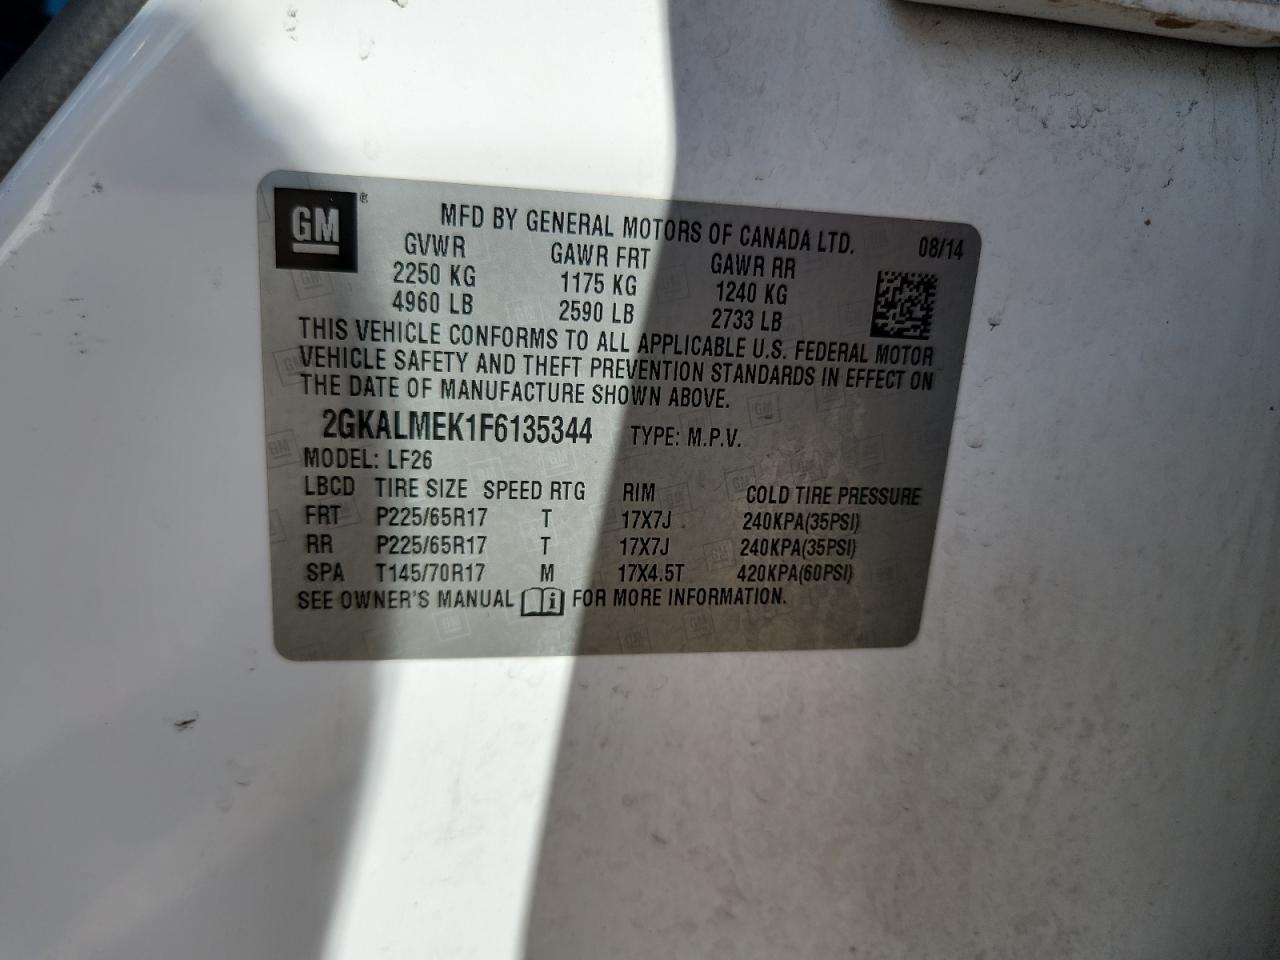 GM ®
MFD BY GENERAL MOTORS OF CANADA LTD. 08/14
GVWR GAWR FRT GAWR RR
2250 KG 1175 KG 1240 KG
4960 LB 2590 LB 2733 LB
THIS VEHICLE CONFORMS TO ALL APPLICABLE U.S. FEDERAL MOTOR
VEHICLE SAFETY AND THEFT PREVENTION STANDARDS IN EFFECT ON
THE DATE OF MANUFACTURE SHOWN ABOVE.
2GKALMEK1F6135344 TYPE: M.P.V.
MODEL: LF26
LBCD TIRE SIZE SPEED RTG RIM COLD TIRE PRESSURE
FRT P225/65R17 T 17X7J 240KPA(35PSI)
RR P225/65R17 T 17X7J 240KPA(35PSI)
SPA T145/70R17 M 17X4.5T 420KPA(60PSI)
SEE OWNER'S MANUAL i FOR MORE INFORMATION.